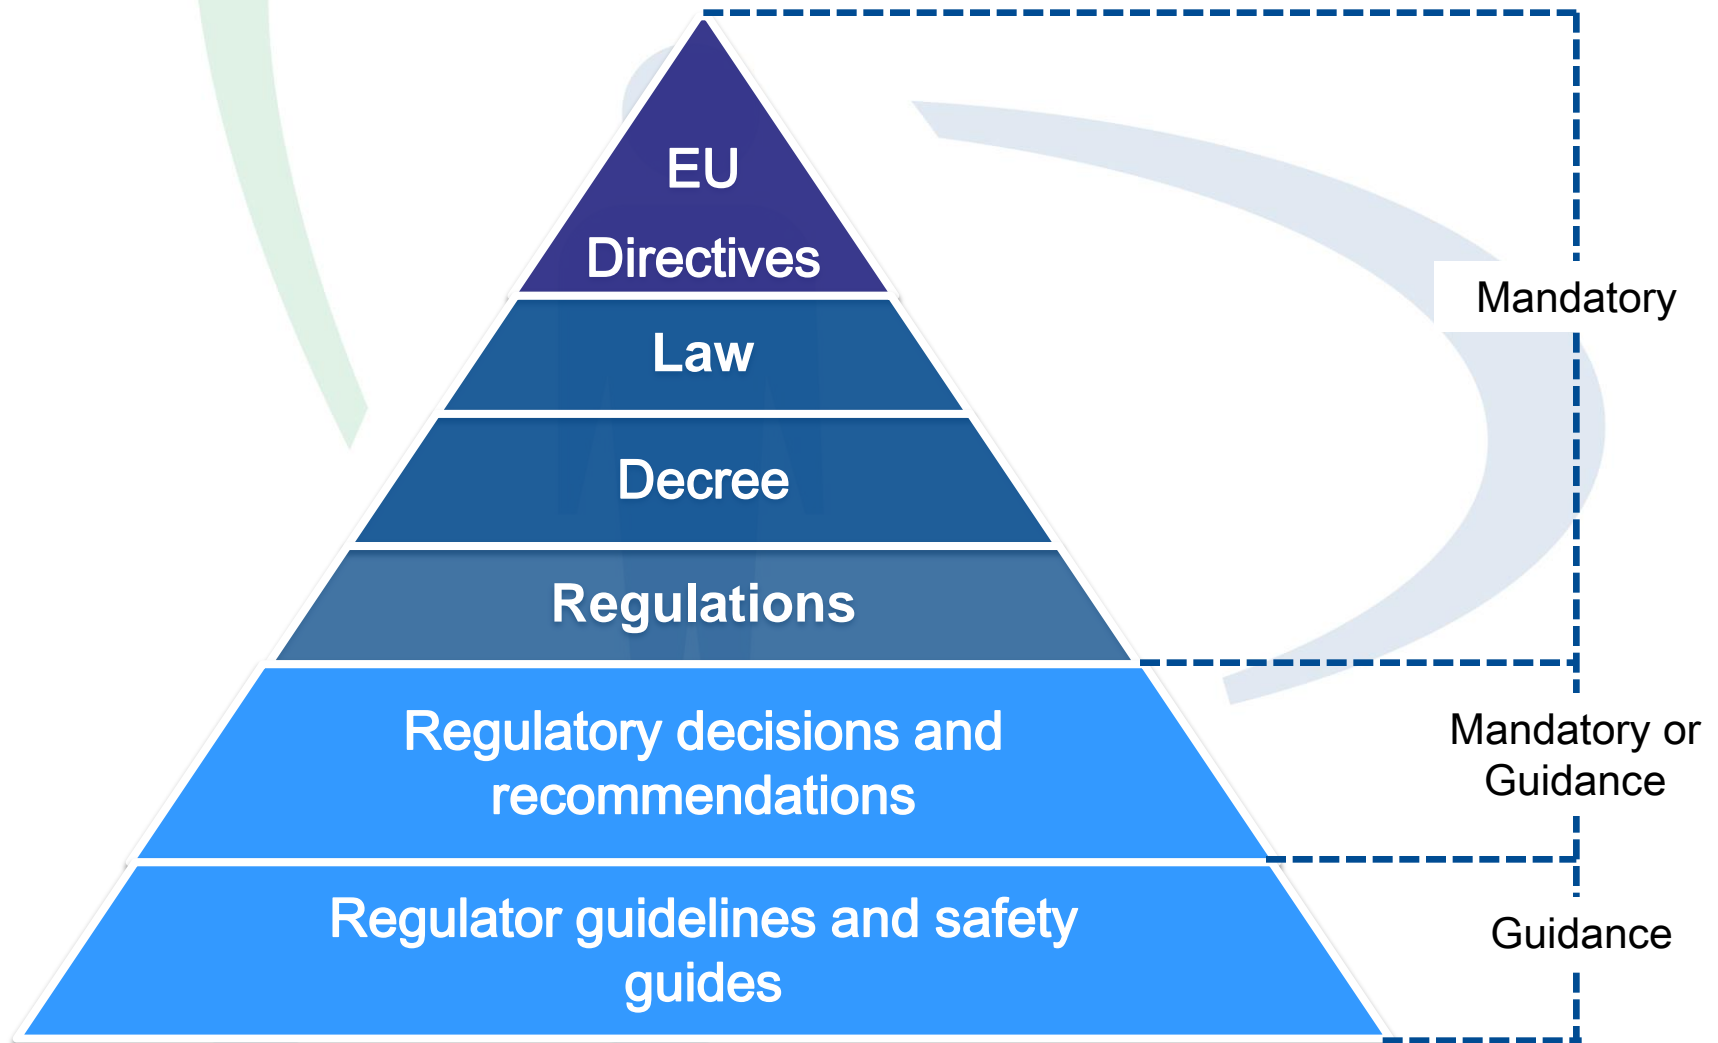 EU
Directives
Law
Decree
Regulations
Regulatory decisions and
recommendations
Regulator guidelines and safety
guides
Mandatory
Mandatory or
Guidance
Guidance